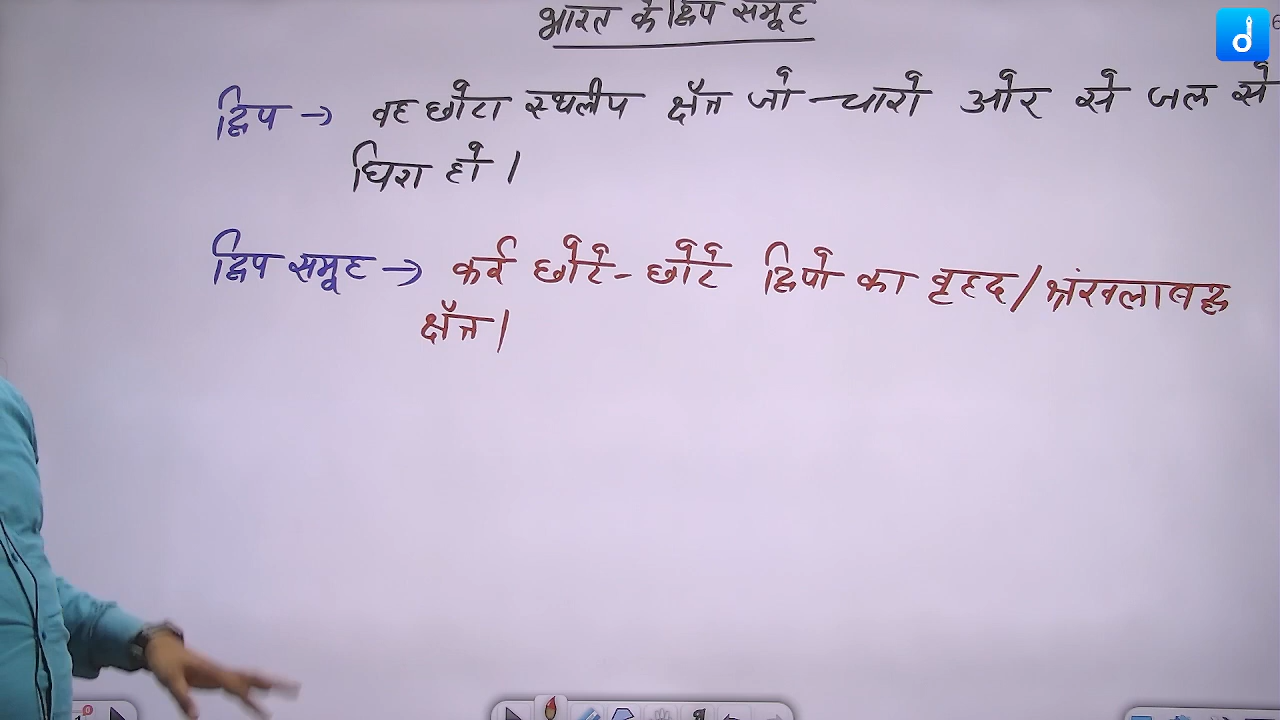 भारत के द्विप समूह
द्विप → वह छोटा स्थलीप क्षेत्र जो चारो ओर से जल से
घिरा हो।
द्विप समूह → कई छोटे-छोटे द्विपो का वृहद/श्रंखलाबद्ध
क्षेत्र।